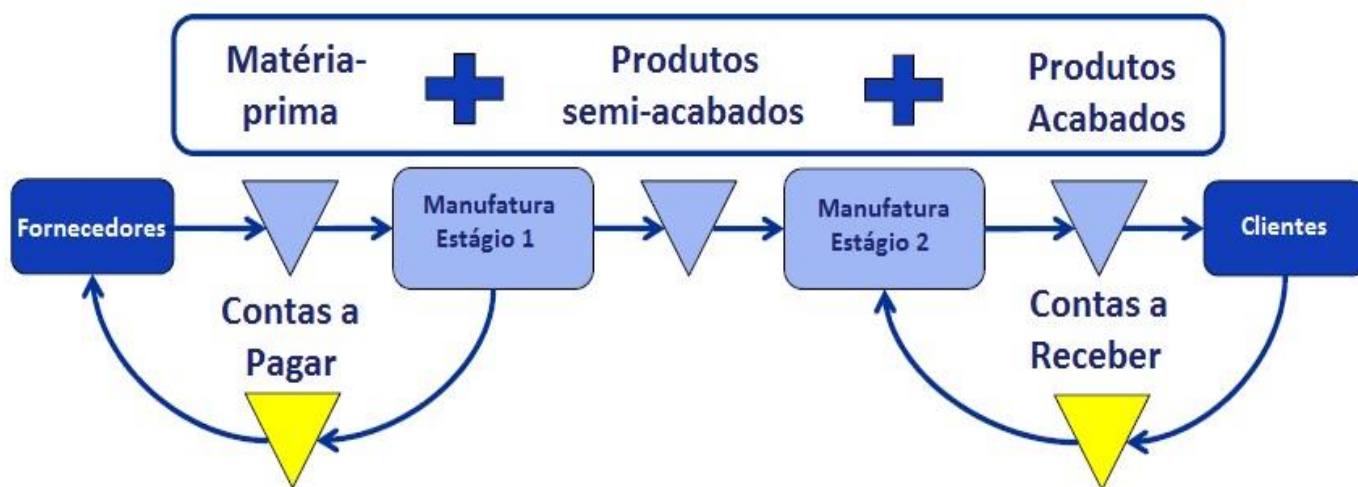 Matéria-
prima
Produtos
semi-acabados
Produtos
Acabados
Fornecedores
Manufatura
Estágio 1
Manufatura
Estágio 2
Clientes
Contas a
Pagar
Contas a
Receber